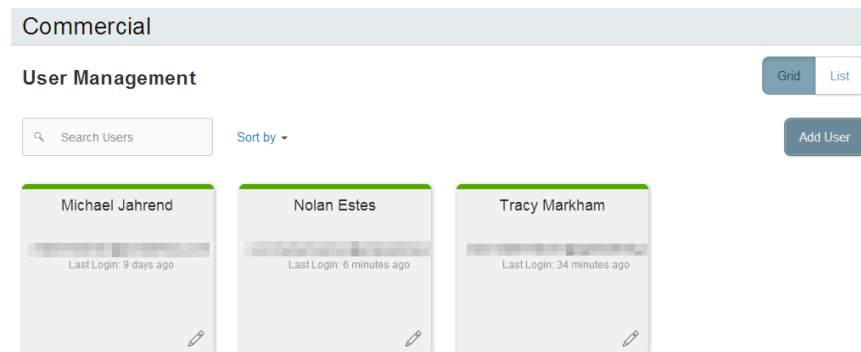 Commercial
User Management
Grid List
Search Users Sort by Add User
Michael Jahrend Nolan Estes Tracy Markham
Last Login: 9 days ago Last Login: 6 minutes ago Last Login: 34 minutes ago